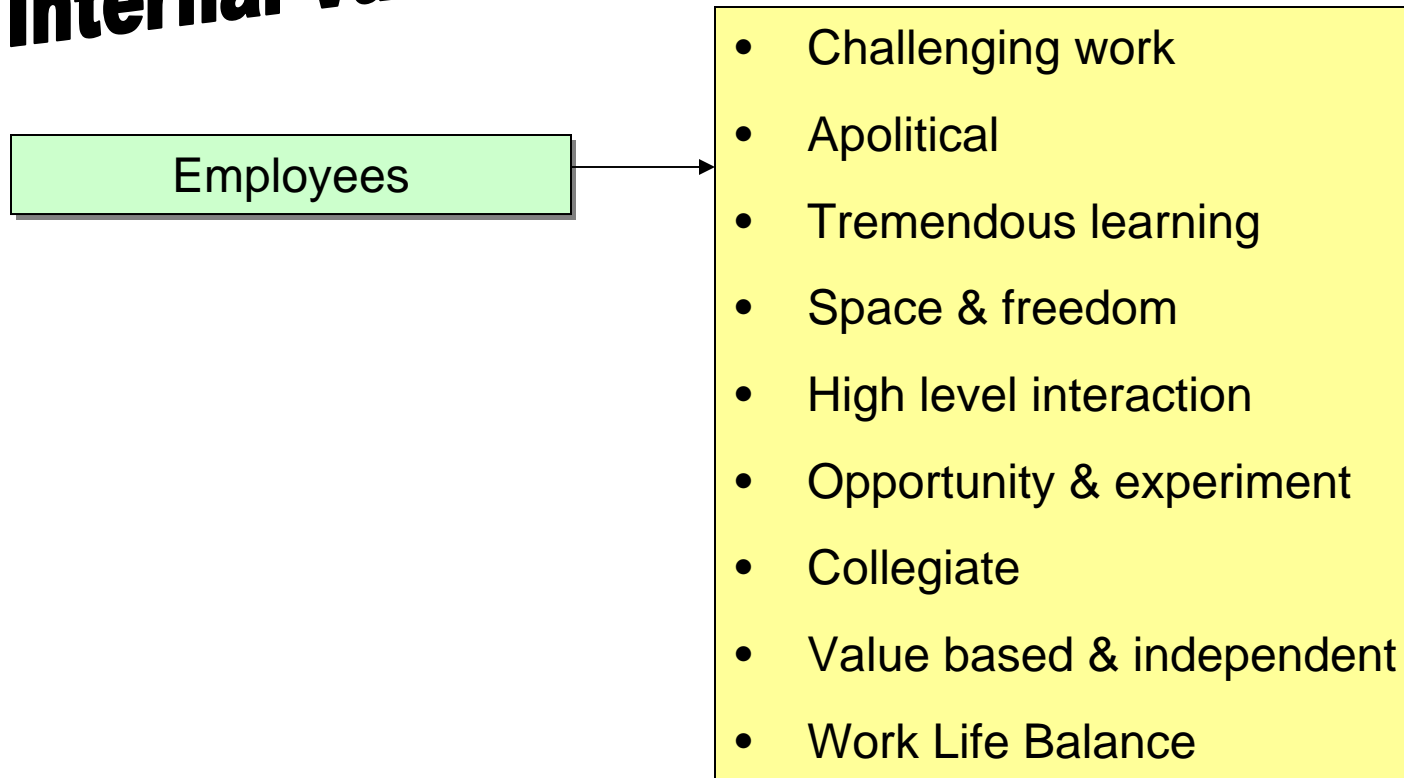 Internal
Employees
• Challenging work
• Apolitical
• Tremendous learning
• Space & freedom
• High level interaction
• Opportunity & experiment
• Collegiate
• Value based & independent
• Work Life Balance